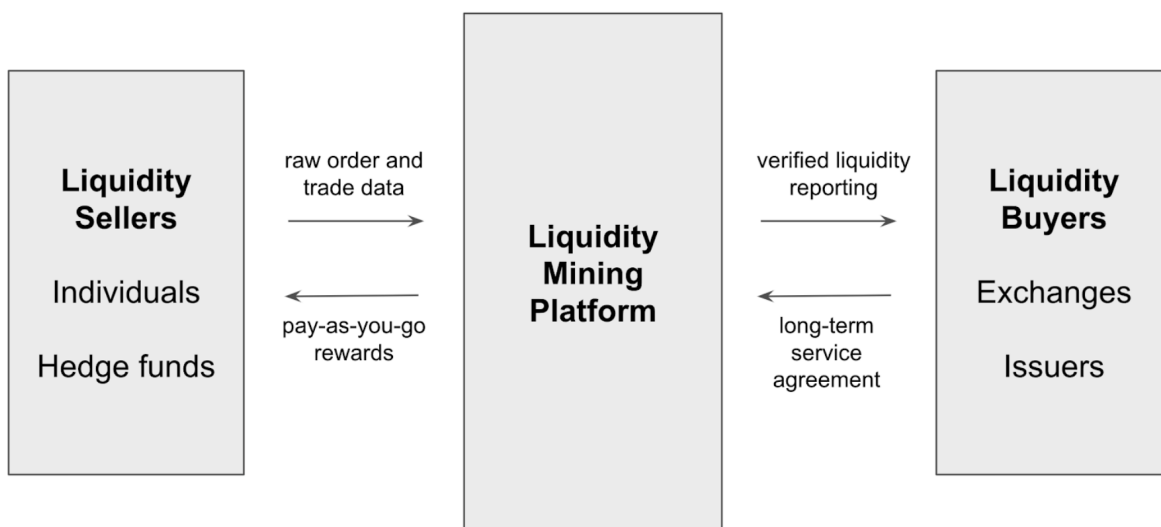 Liquidity
Sellers
Individuals
Hedge funds
raw order and
trade data
pay-as-you-go
rewards
Liquidity
Mining
Platform
verified liquidity
reporting
long-term
service
agreement
Liquidity
Buyers
Exchanges
Issuers